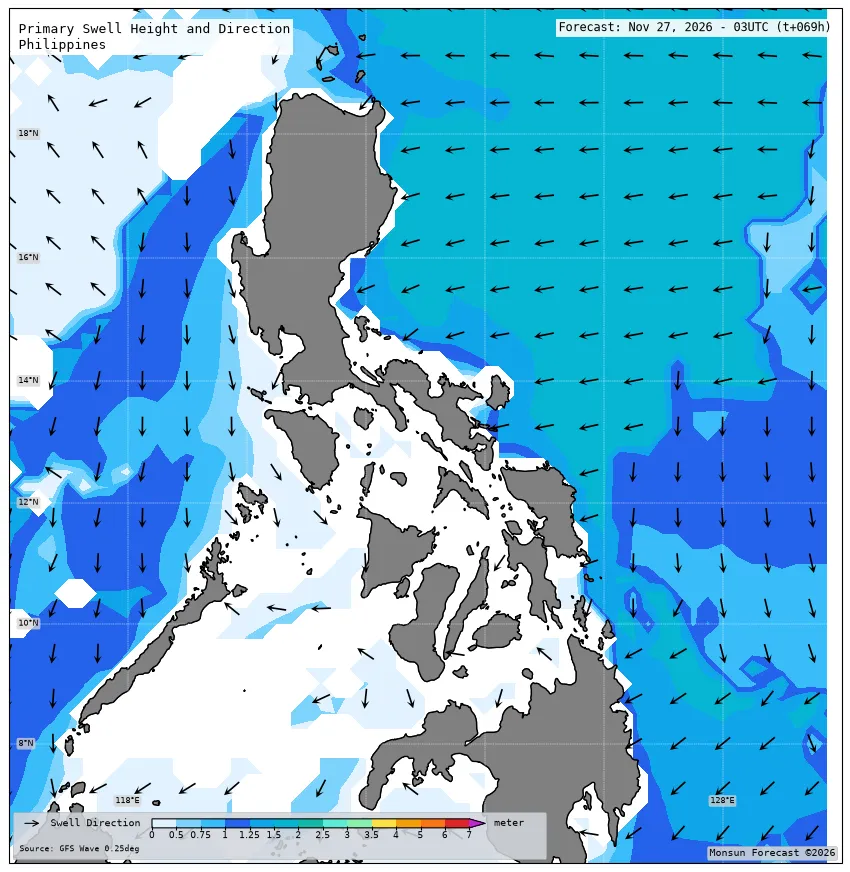 Primary Swell Height and Direction
Philippines
Forecast: Nov 27, 2026 - 03UTC (t+069h)
18°N
16°N
14°N
12°N
10°N
8°N
118°E
128°E
Swell Direction
meter
0 0.5 0.75 1 1.25 1.5 2 2.5 3 3.5 4 5 6 7
Source: GFS Wave 0.25deg
Monsun Forecast ©2026